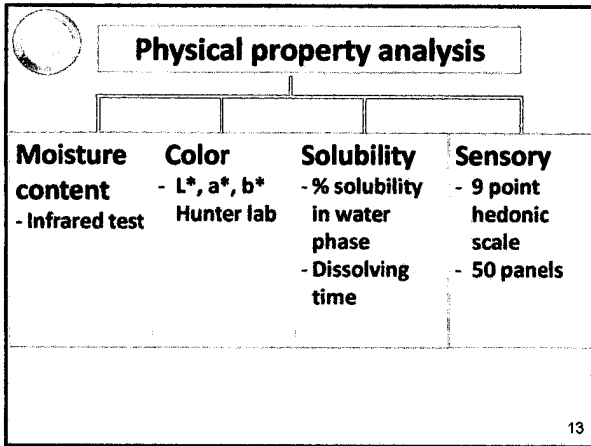 Physical property analysis
Moisture
content
- Infrared test
Color
- L*, a*, b*
Hunter lab
Solubility
- % solubility
in water
phase
- Dissolving
time
Sensory
- 9 point
hedonic
scale
- 50 panels
13